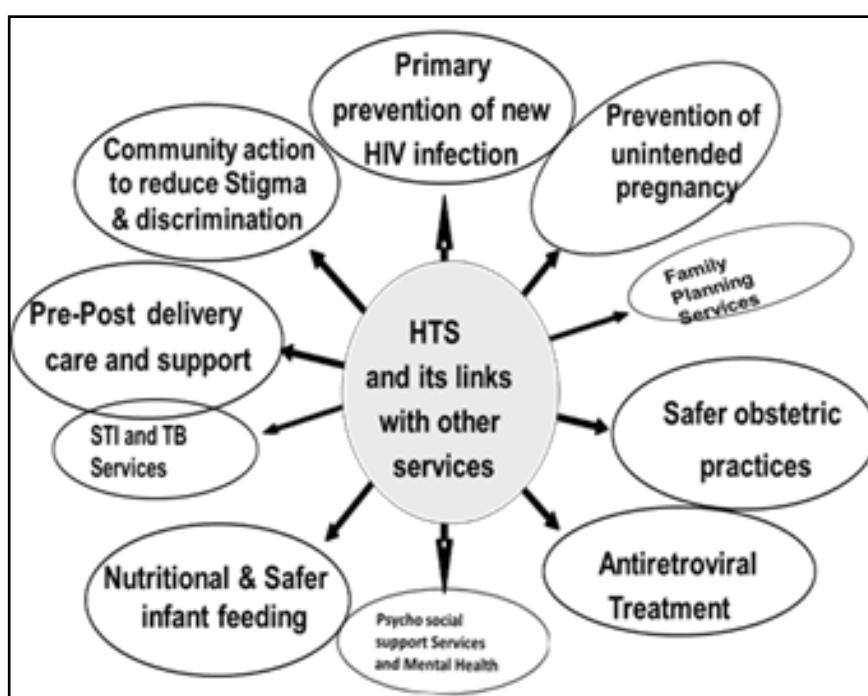 Primary
prevention of new
HIV infection
Prevention of
unintended
pregnancy
Community action
to reduce Stigma
& discrimination
Family
Planning
Services
Pre-Post delivery
care and support
HTS
and its links
with other
services
Safer obstetric
practices
STI and TB
Services
Antiretroviral
Treatment
Nutritional & Safer
infant feeding
Psycho social
support Services
and Mental Health